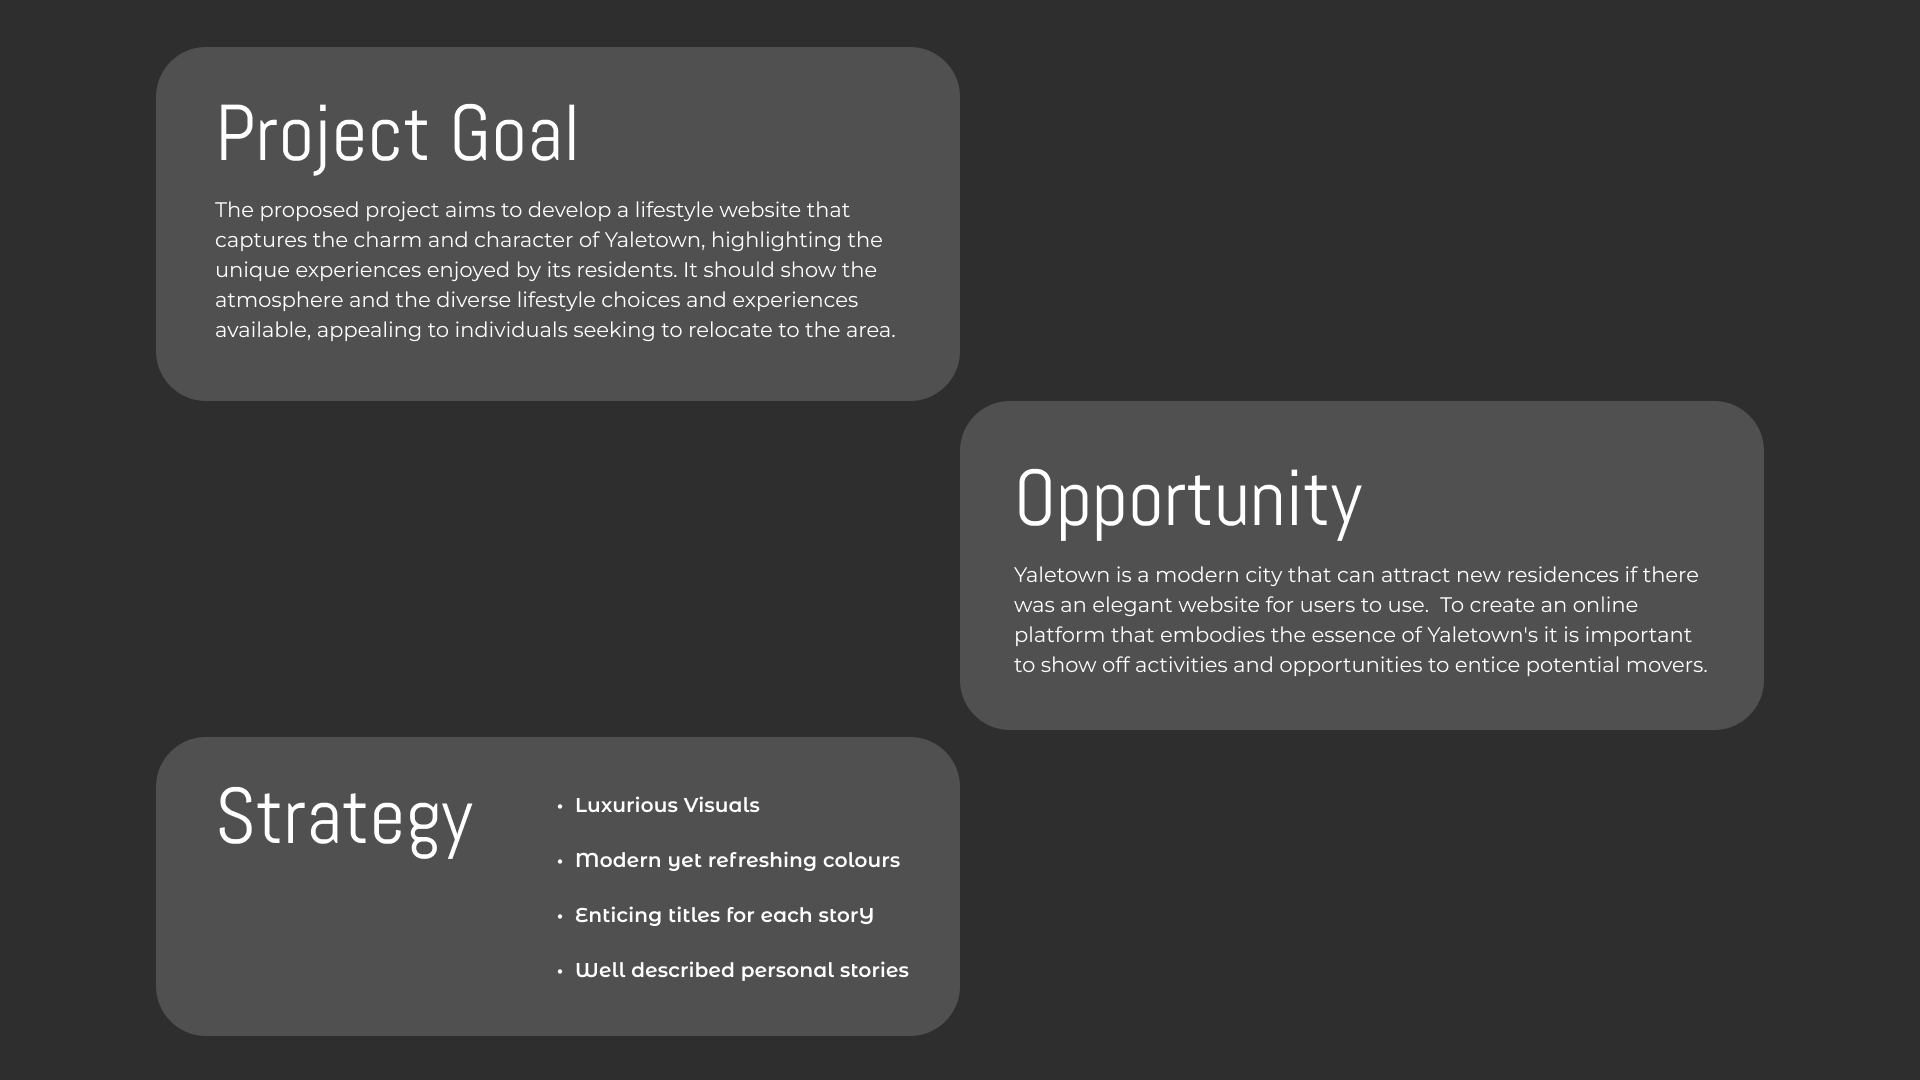 Project Goal
The proposed project aims to develop a lifestyle website that
captures the charm and character of Yaletown, highlighting the
unique experiences enjoyed by its residents. It should show the
atmosphere and the diverse lifestyle choices and experiences
available, appealing to individuals seeking to relocate to the area.
Opportunity
Yaletown is a modern city that can attract new residences if there
was an elegant website for users to use.  To create an online
platform that embodies the essence of Yaletown's it is important
to show off activities and opportunities to entice potential movers.
Strategy
• Luxurious Visuals
• Modern yet refreshing colours
• Enticing titles for each storY
• Well described personal stories